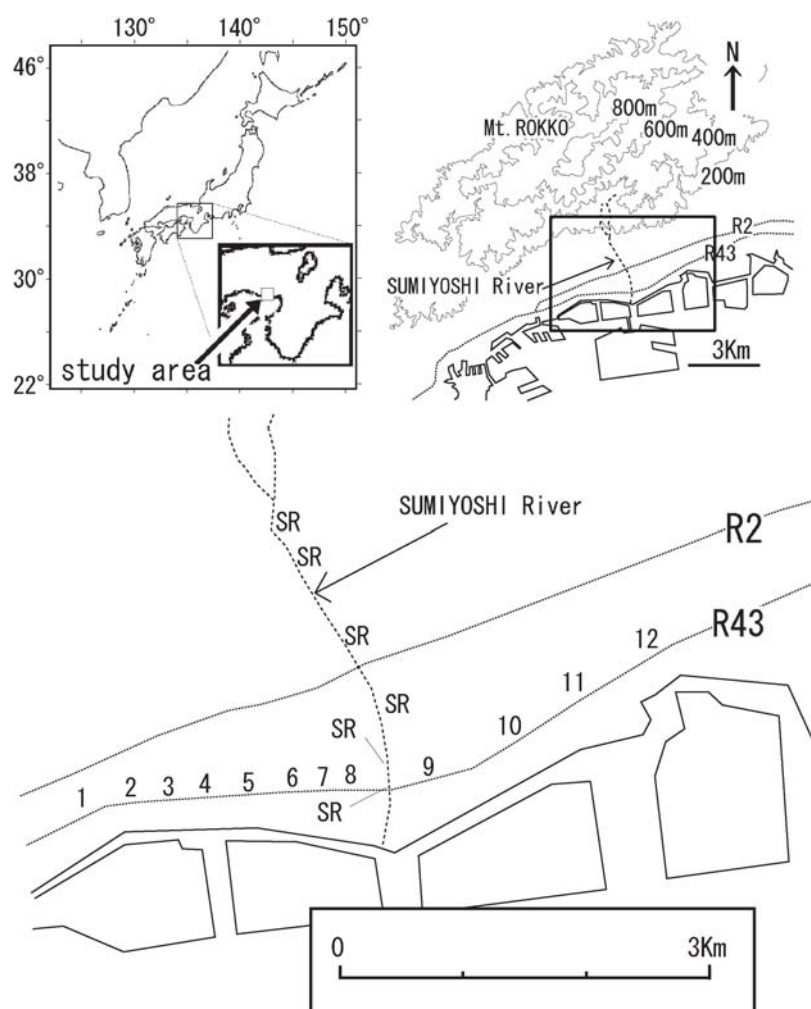 130° 140° 150°
46°
38°
30°
22°
study area
N
Mt. ROKKO
800m
600m
400m
200m
R2
R43
SUMIYOSHI River
3Km
SR
SUMIYOSHI River
SR
R2
SR
R43
12
SR
11
SR
10
9
1 2 3 4 5 6 7 8
SR
0 3Km